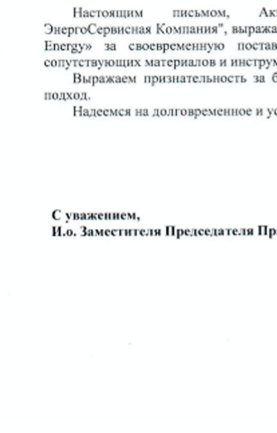 Настоящим письмом, Ак
ЭнергоСервисная Компания", выража
Energy» за своевременную постав
сопутствующих материалов и инструм
Выражаем признательность за б
подход.
Надеемся на долговременное и ус
С уважением,
И.о. Заместителя Председателя Пр